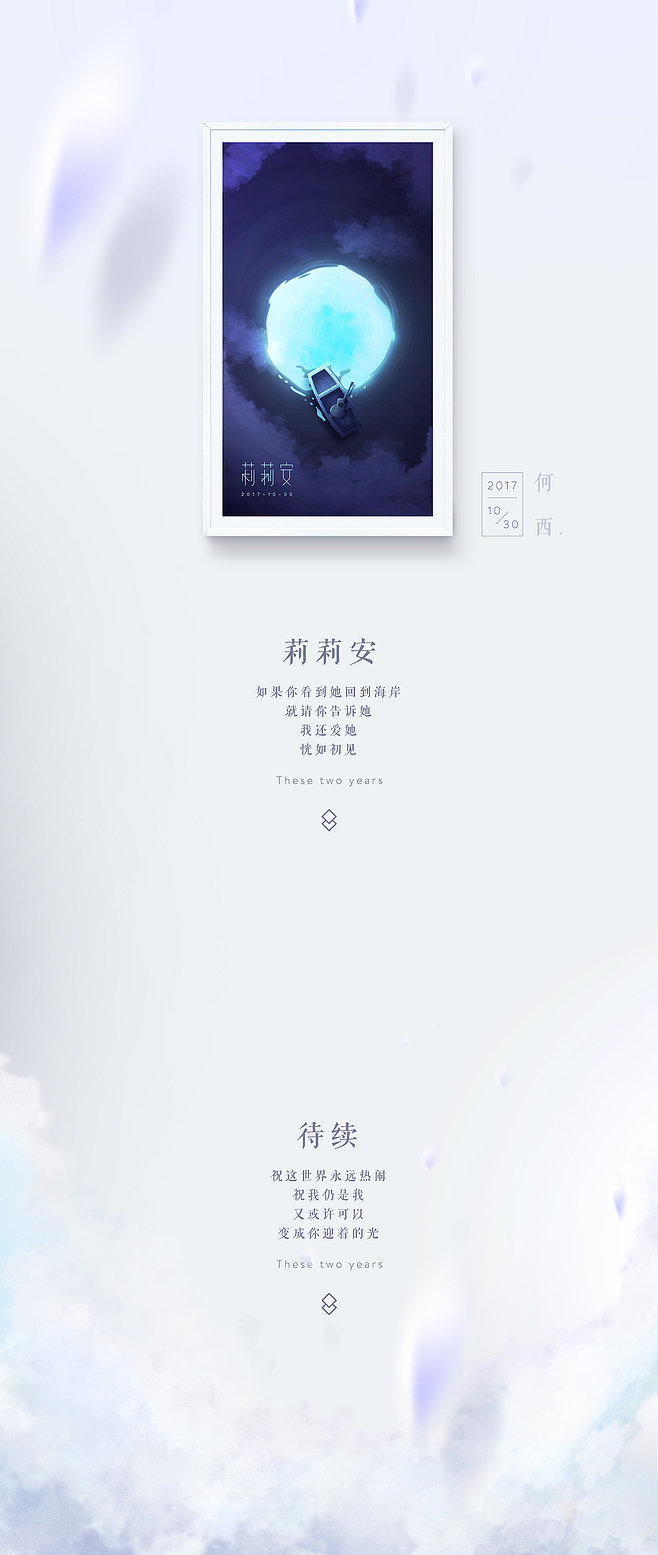 莉莉安
2017-10-30
2017
10/30
何
西.
莉莉安
如果你看到她回到海岸
就请你告诉她
我还爱她
恍如初见
These two years
待续
祝这世界永远热闹
祝我仍是我
又或许可以
变成你迎着的光
These two years